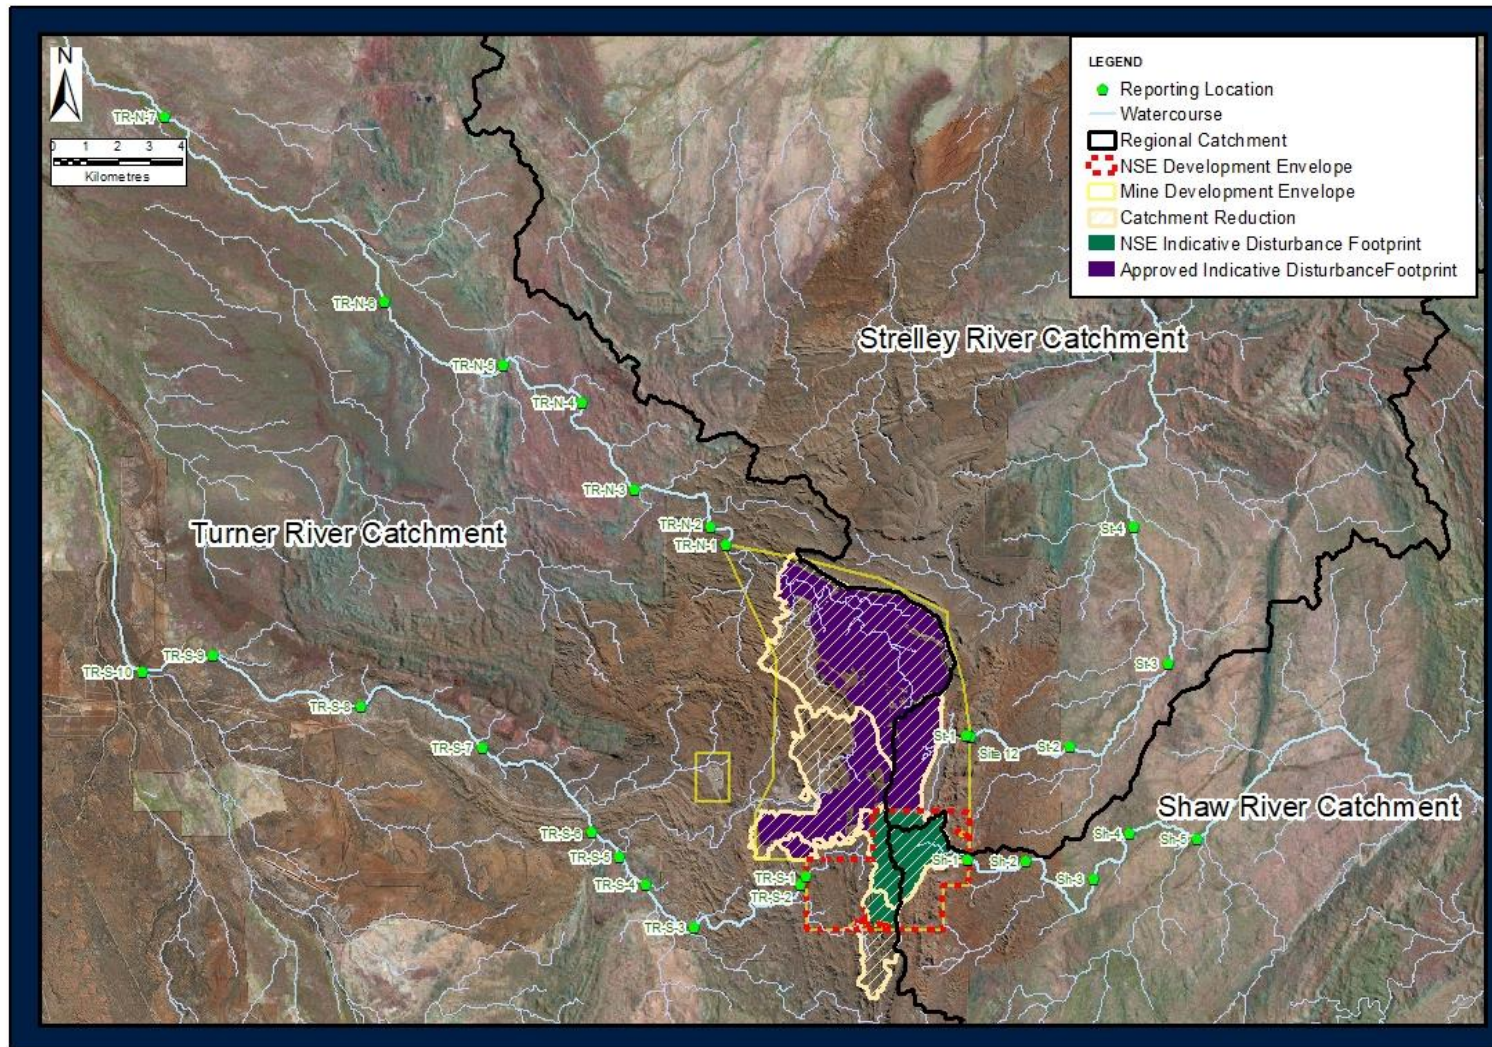 N
0 1 2 3 4
Kilometres
LEGEND
Reporting Location
Watercourse
Regional Catchment
NSE Development Envelope
Mine Development Envelope
Catchment Reduction
NSE Indicative Disturbance Footprint
Approved Indicative DisturbanceFootprint
TR-N-7
TR-N-6
Strelley River Catchment
TR-N-5
TR-N-4
TR-N-3
TR-N-2
St-4
Turner River Catchment
TR-N-1
TR-S-9
St-3
TR-S-10
TR-S-8
St-1
TR-S-7
Site 12
St-2
Shaw River Catchment
TR-S-6
Sh-4
Sh-5
TR-S-5
Sh-1
Sh-2
TR-S-1
Sh-3
TR-S-4
TR-S-2
TR-S-3